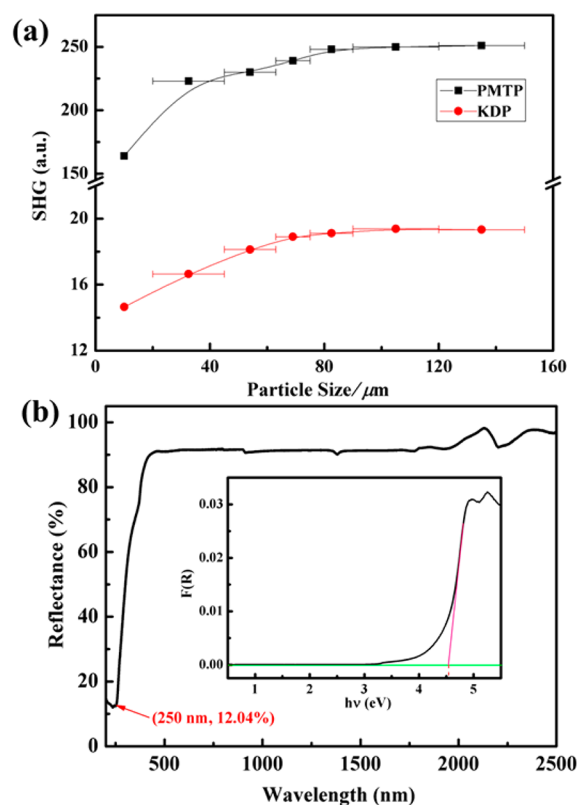 (a)
250
200
150
20
16
12
SHG (a.u.)
PMTP
KDP
0 40 80 120 160
Particle Size/μm
(b)
100
80
60
40
20
0
Reflectance (%)
(250 nm, 12.04%)
0.03
0.02
0.01
0.00
F(R)
1 2 3 4 5
hν (eV)
500 1000 1500 2000 2500
Wavelength (nm)